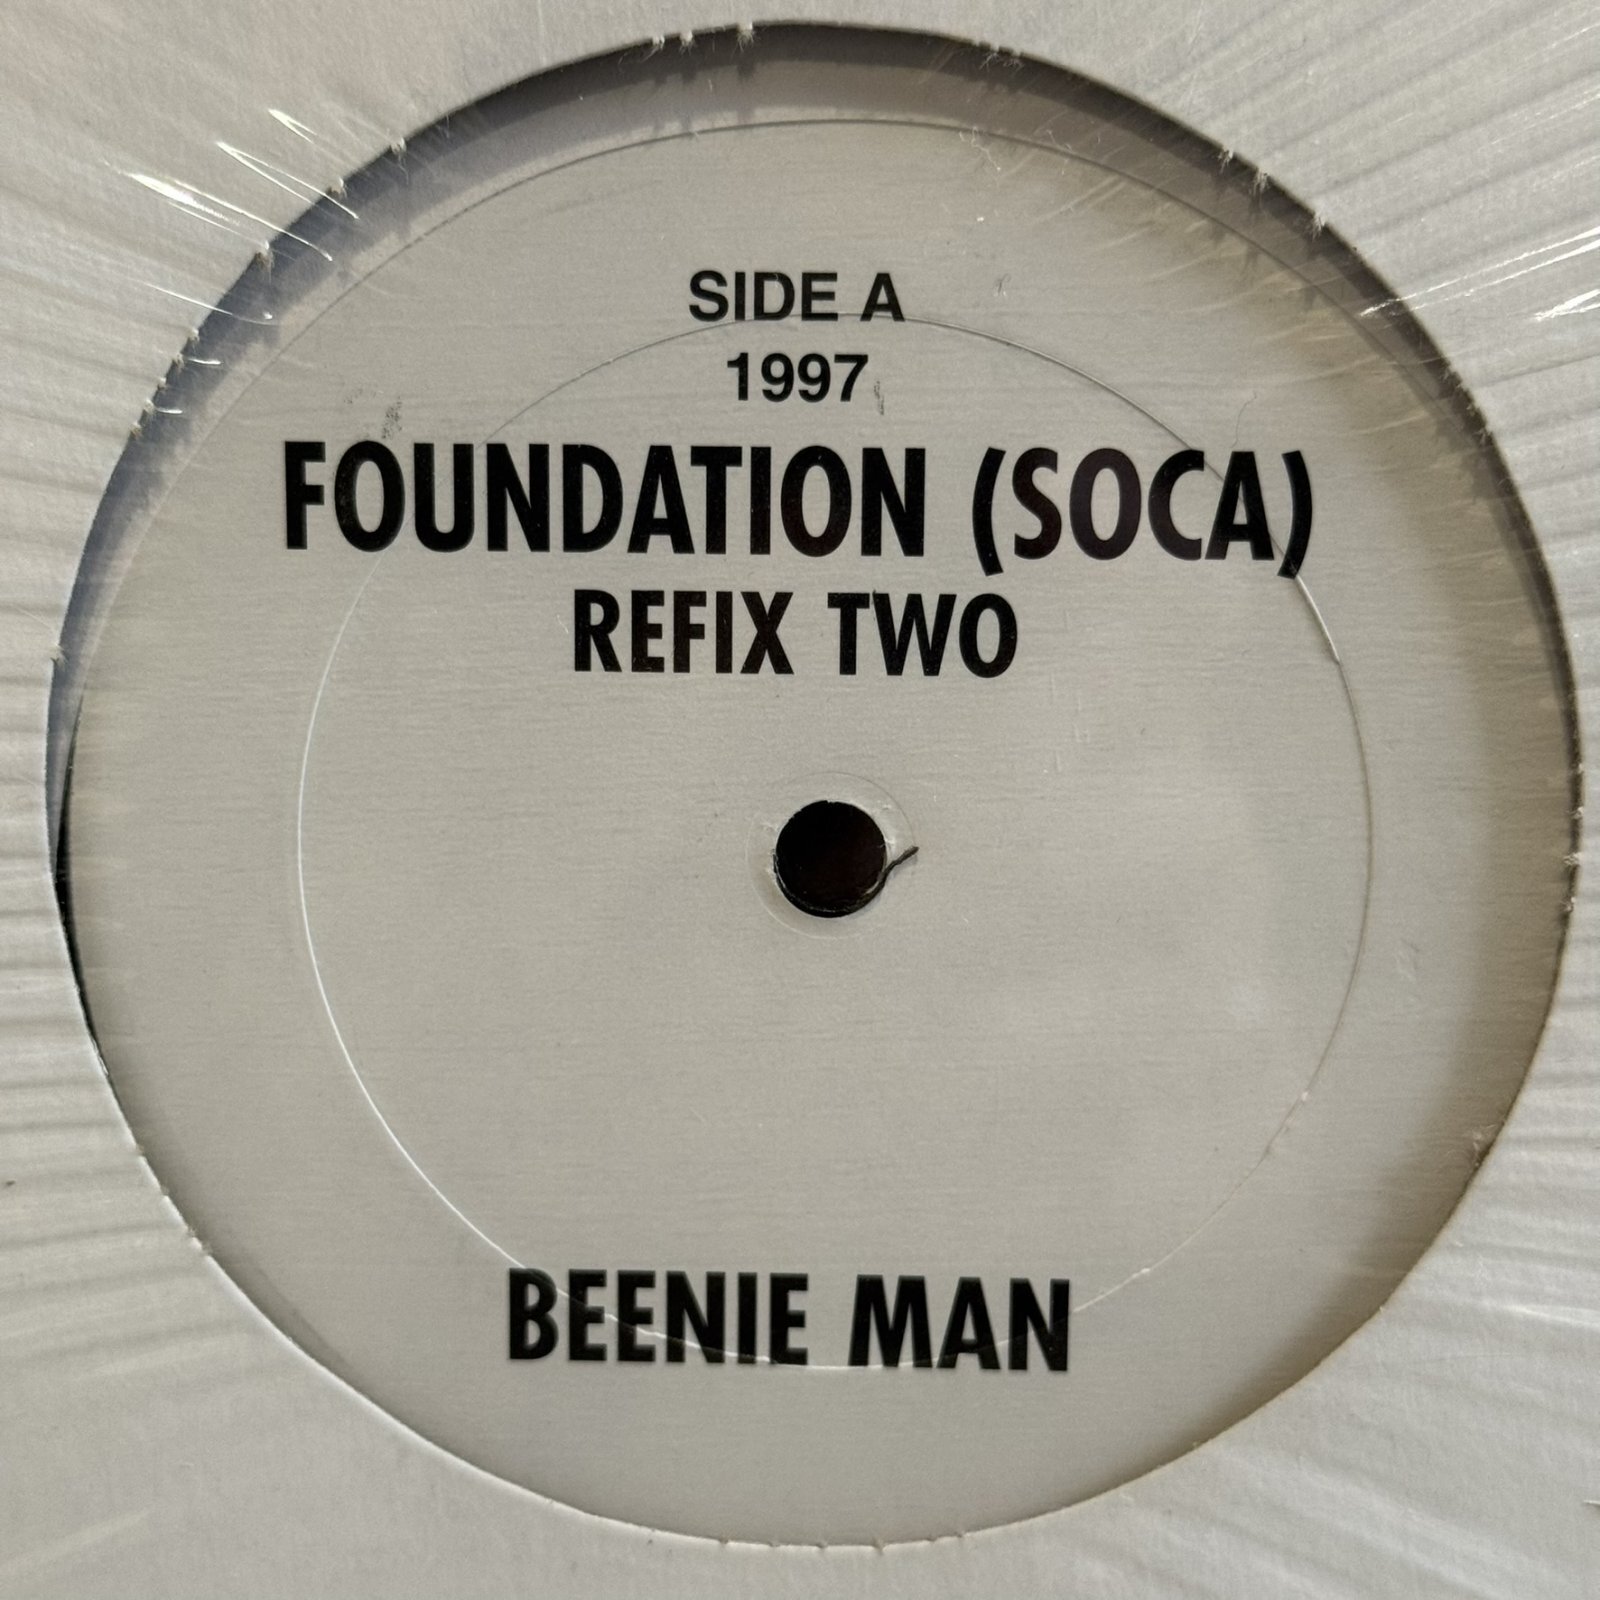 SIDE A
1997
FOUNDATION (SOCA)
REFIX TWO
BEENIE MAN